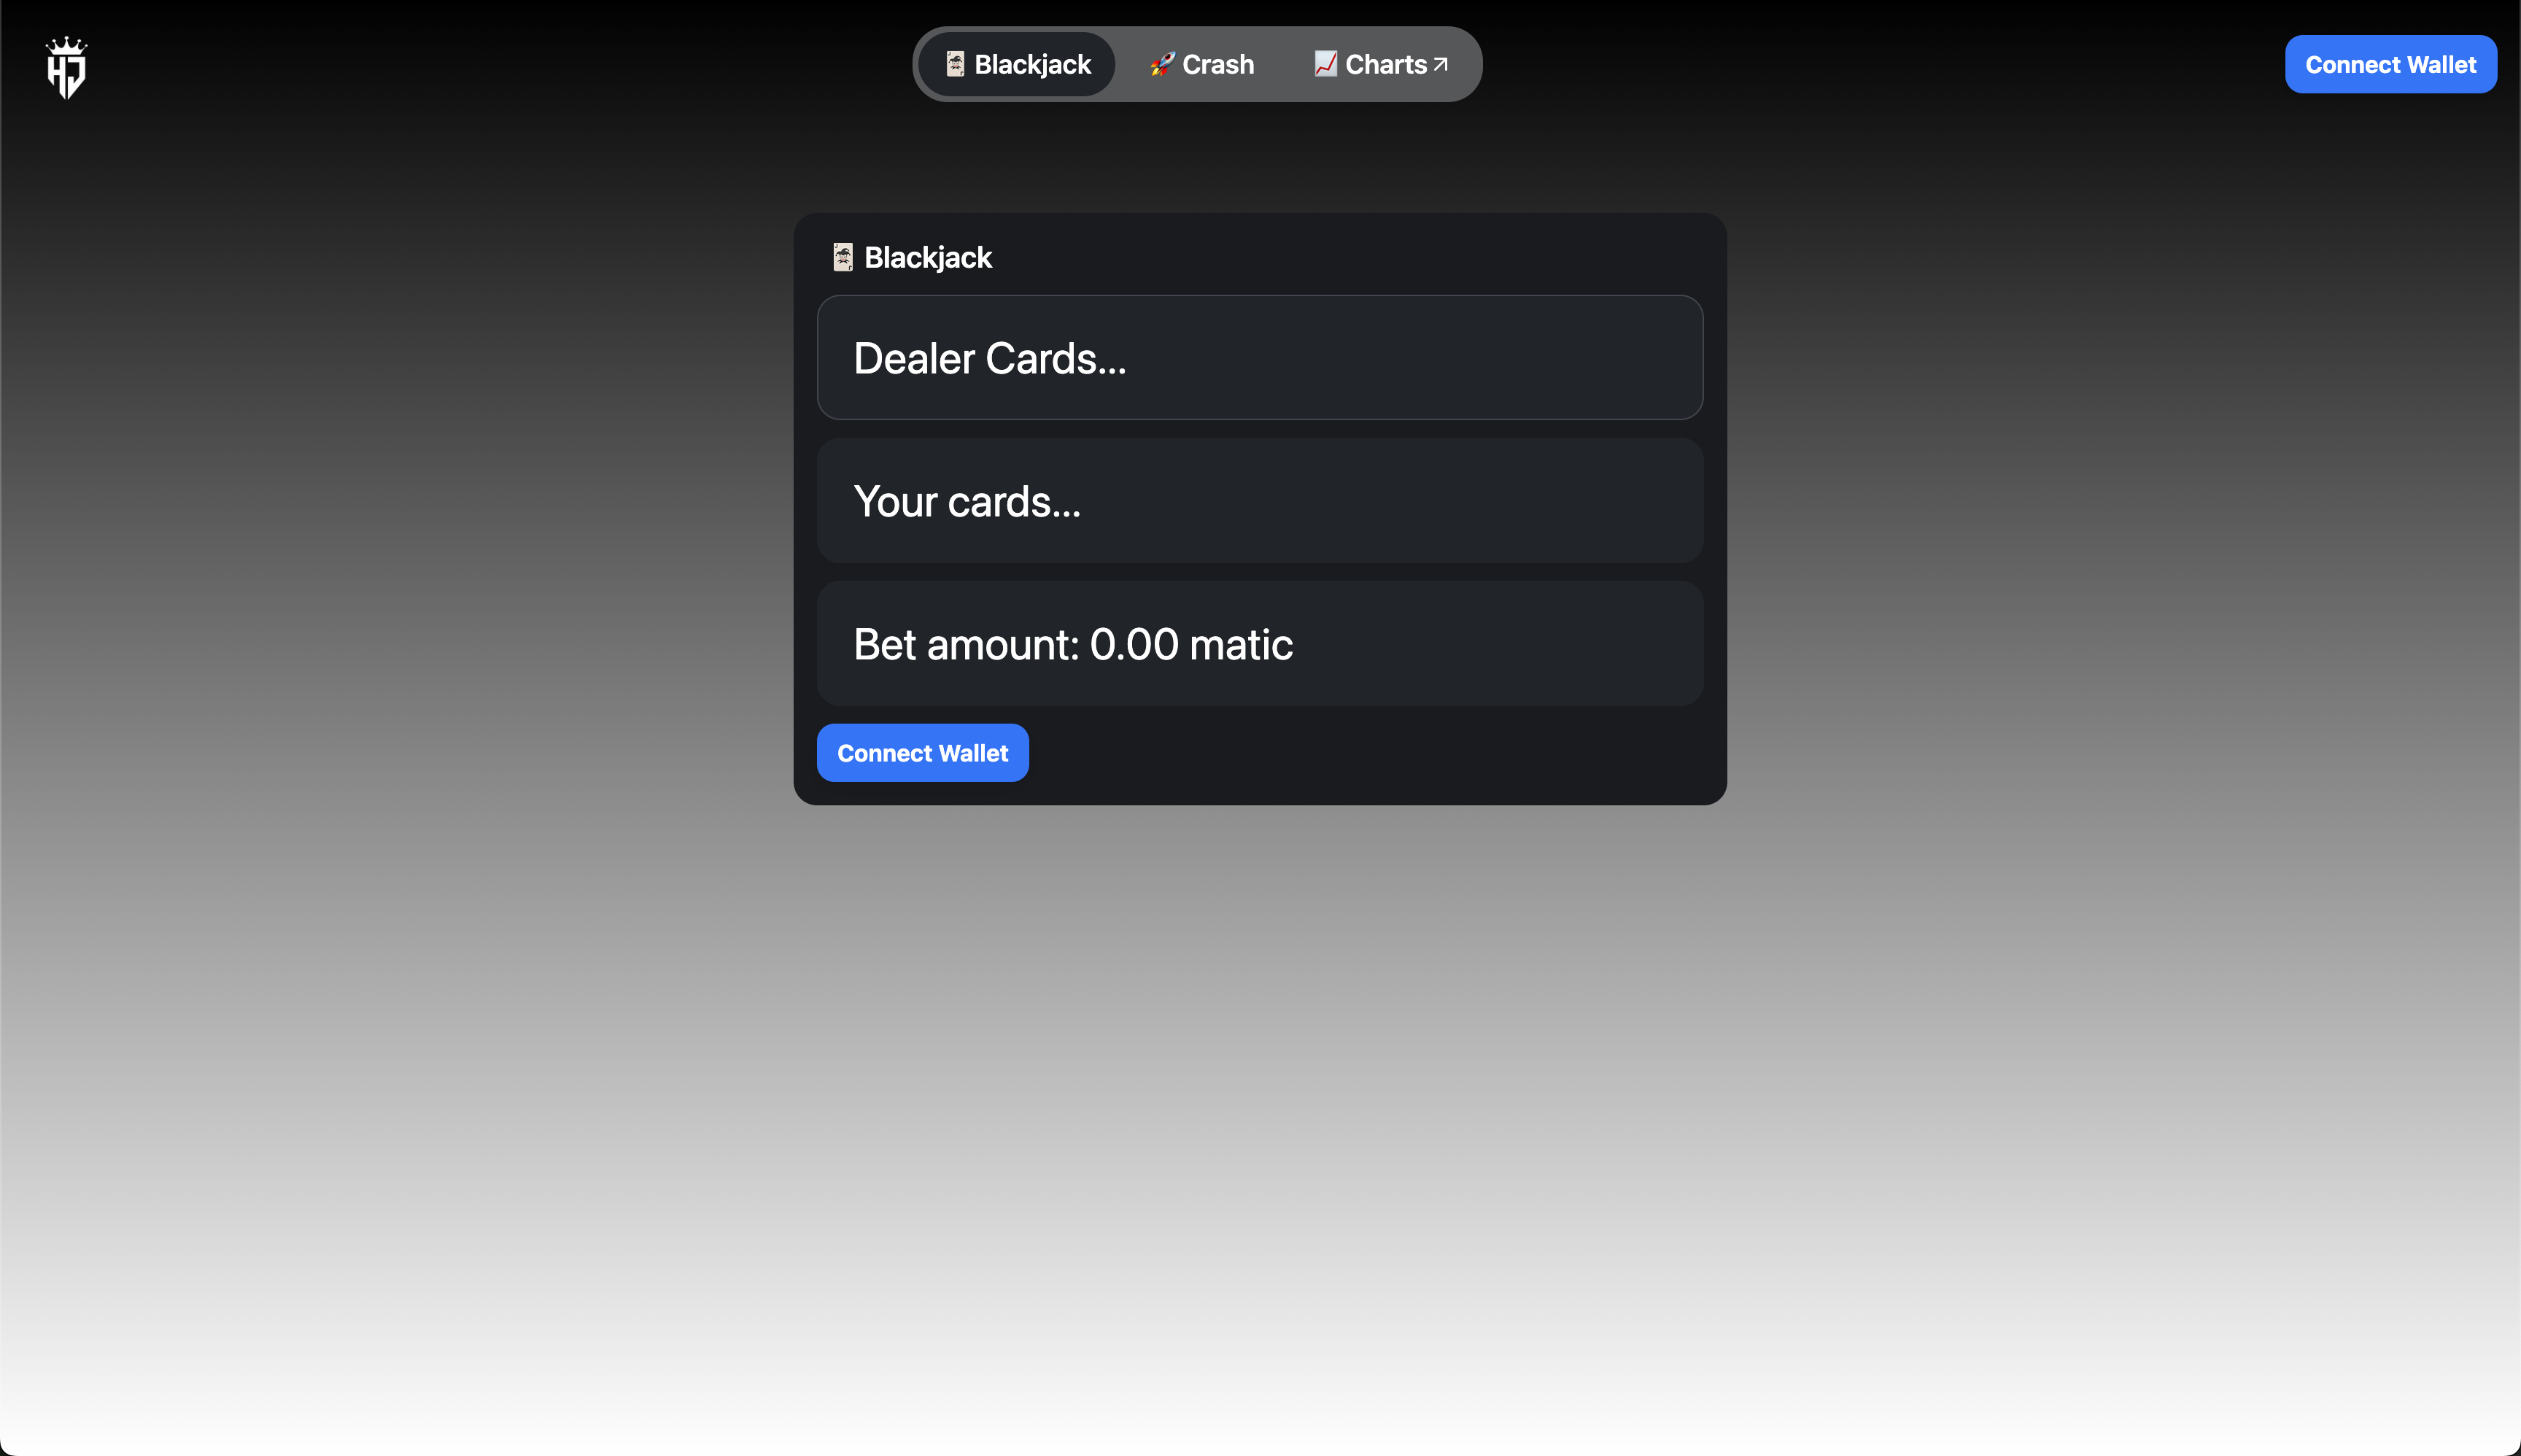 HJ
Blackjack
Crash
Charts
Connect Wallet
Blackjack
Dealer Cards...
Your cards...
Bet amount: 0.00 matic
Connect Wallet